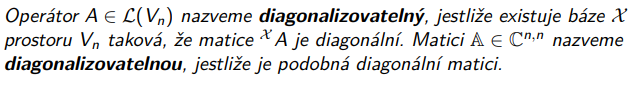 Operátor A ∈ ℒ(Vₙ) nazveme diagonalizovatelný, jestliže existuje báze 𝒳
prostoru Vₙ taková, že matice ᵡA je diagonální. Matici 𝔸 ∈ ℂⁿ,ⁿ nazveme
diagonalizovatelnou, jestliže je podobná diagonální matici.